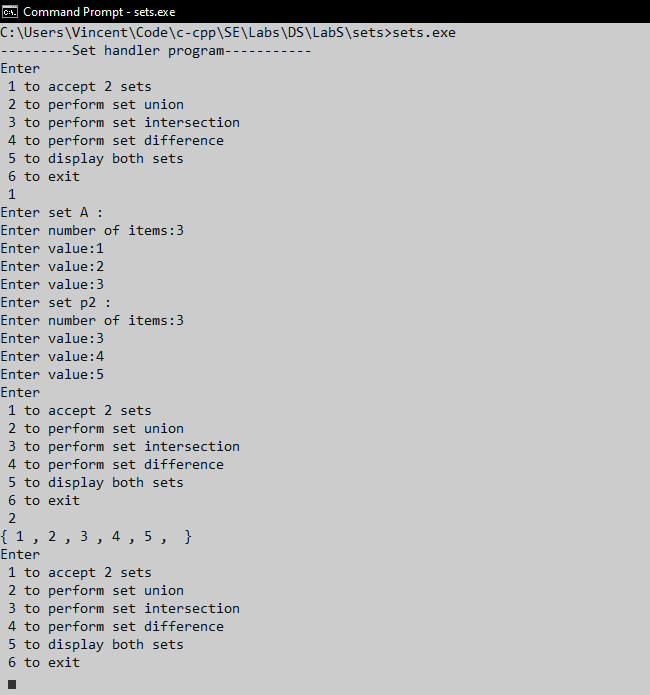 Command Prompt - sets.exe
C:\Users\Vincent\Code\c-cpp\SE\Labs\DS\LabS\sets>sets.exe
---------Set handler program-----------
Enter
1 to accept 2 sets
2 to perform set union
3 to perform set intersection
4 to perform set difference
5 to display both sets
6 to exit
1
Enter set A :
Enter number of items:3
Enter value:1
Enter value:2
Enter value:3
Enter set p2 :
Enter number of items:3
Enter value:3
Enter value:4
Enter value:5
Enter
1 to accept 2 sets
2 to perform set union
3 to perform set intersection
4 to perform set difference
5 to display both sets
6 to exit
2
{ 1 , 2 , 3 , 4 , 5 ,  }
Enter
1 to accept 2 sets
2 to perform set union
3 to perform set intersection
4 to perform set difference
5 to display both sets
6 to exit